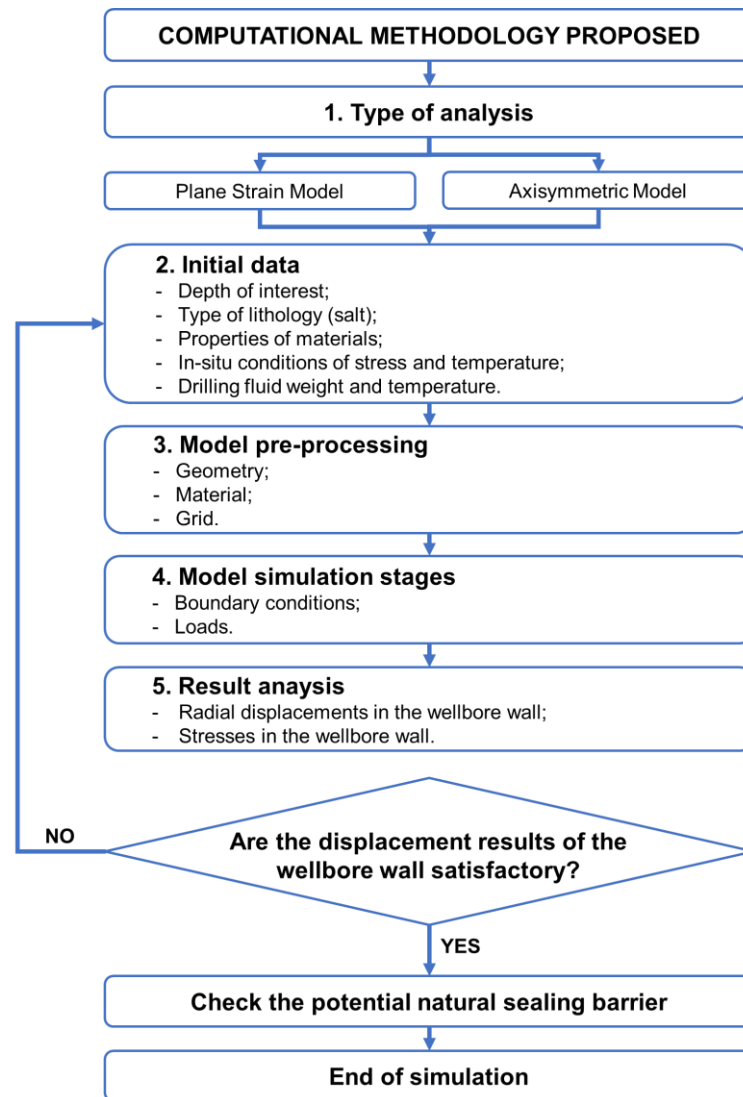 COMPUTATIONAL METHODOLOGY PROPOSED
1. Type of analysis
Plane Strain Model
Axisymmetric Model
2. Initial data
- Depth of interest;
- Type of lithology (salt);
- Properties of materials;
- In-situ conditions of stress and temperature;
- Drilling fluid weight and temperature.
3. Model pre-processing
- Geometry;
- Material;
- Grid.
4. Model simulation stages
- Boundary conditions;
- Loads.
5. Result anaysis
- Radial displacements in the wellbore wall;
- Stresses in the wellbore wall.
NO
Are the displacement results of the
wellbore wall satisfactory?
YES
Check the potential natural sealing barrier
End of simulation